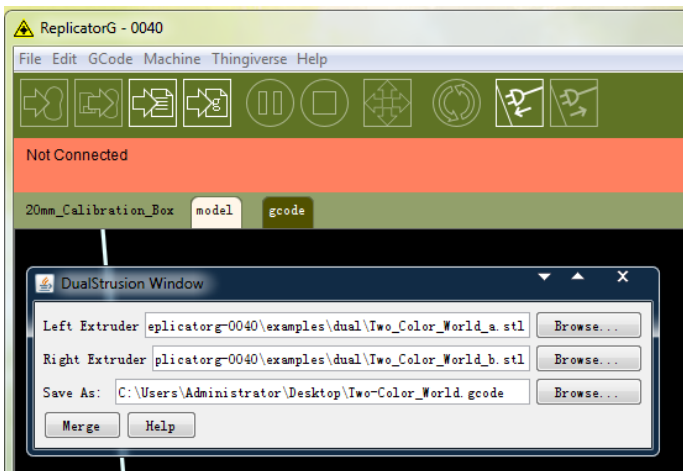 ReplicatorG - 0040
File Edit GCode Machine Thingiverse Help
Not Connected
20mm_Calibration_Box model gcode
DualStrusion Window
Left Extruder eplicatorg-0040\examples\dual\Two_Color_World_a.stl Browse...
Right Extruder plicatorg-0040\examples\dual\Two_Color_World_b.stl Browse...
Save As: C:\Users\Administrator\Desktop\Two-Color_World.gcode Browse...
Merge Help